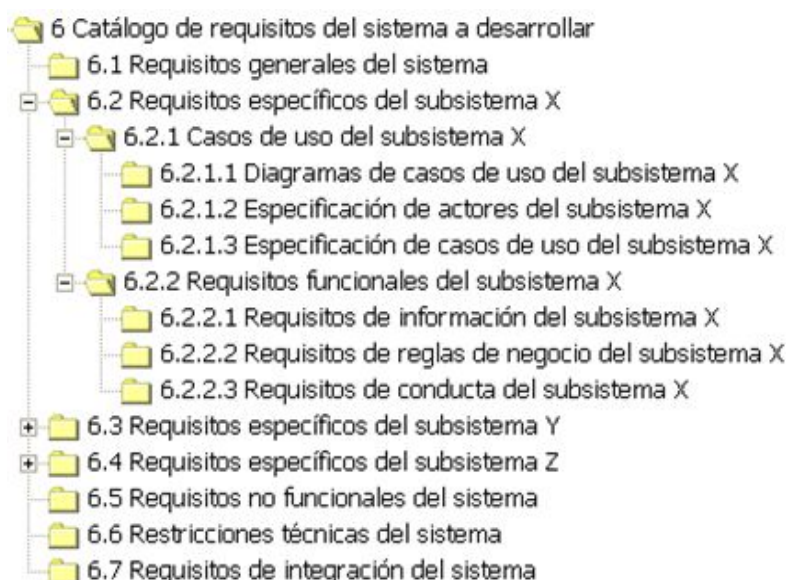 6 Catálogo de requisitos del sistema a desarrollar
6.1 Requisitos generales del sistema
6.2 Requisitos específicos del subsistema X
6.2.1 Casos de uso del subsistema X
6.2.1.1 Diagramas de casos de uso del subsistema X
6.2.1.2 Especificación de actores del subsistema X
6.2.1.3 Especificación de casos de uso del subsistema X
6.2.2 Requisitos funcionales del subsistema X
6.2.2.1 Requisitos de información del subsistema X
6.2.2.2 Requisitos de reglas de negocio del subsistema X
6.2.2.3 Requisitos de conducta del subsistema X
6.3 Requisitos específicos del subsistema Y
6.4 Requisitos específicos del subsistema Z
6.5 Requisitos no funcionales del sistema
6.6 Restricciones técnicas del sistema
6.7 Requisitos de integración del sistema